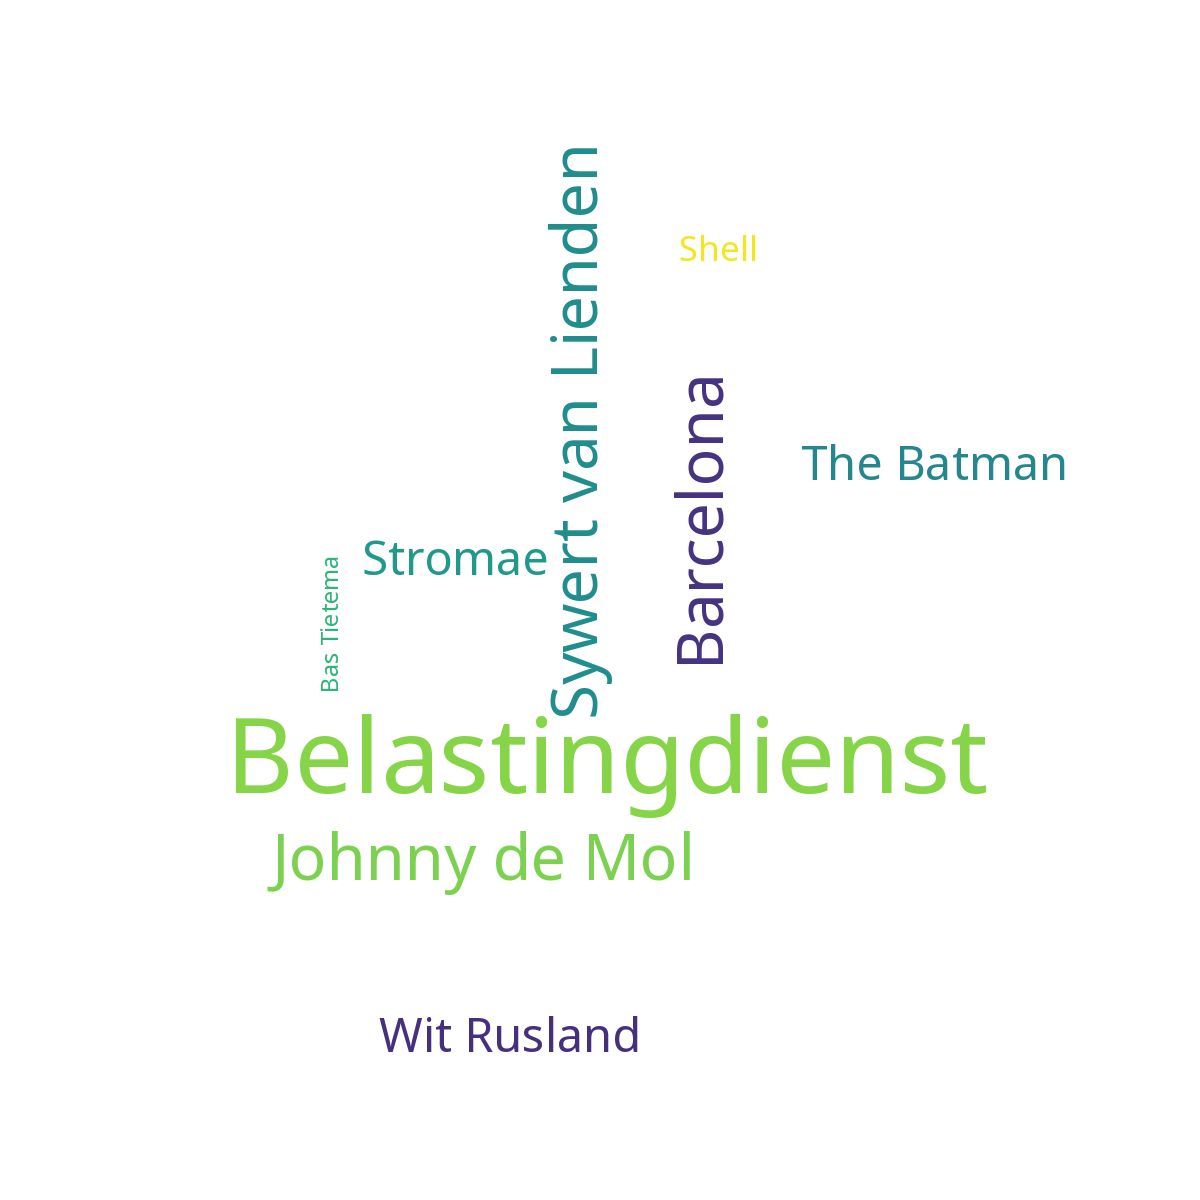 Sywert van Lienden
Shell
Barcelona
The Batman
Stromae
Bas Tietema
Belastingdienst
Johnny de Mol
Wit Rusland